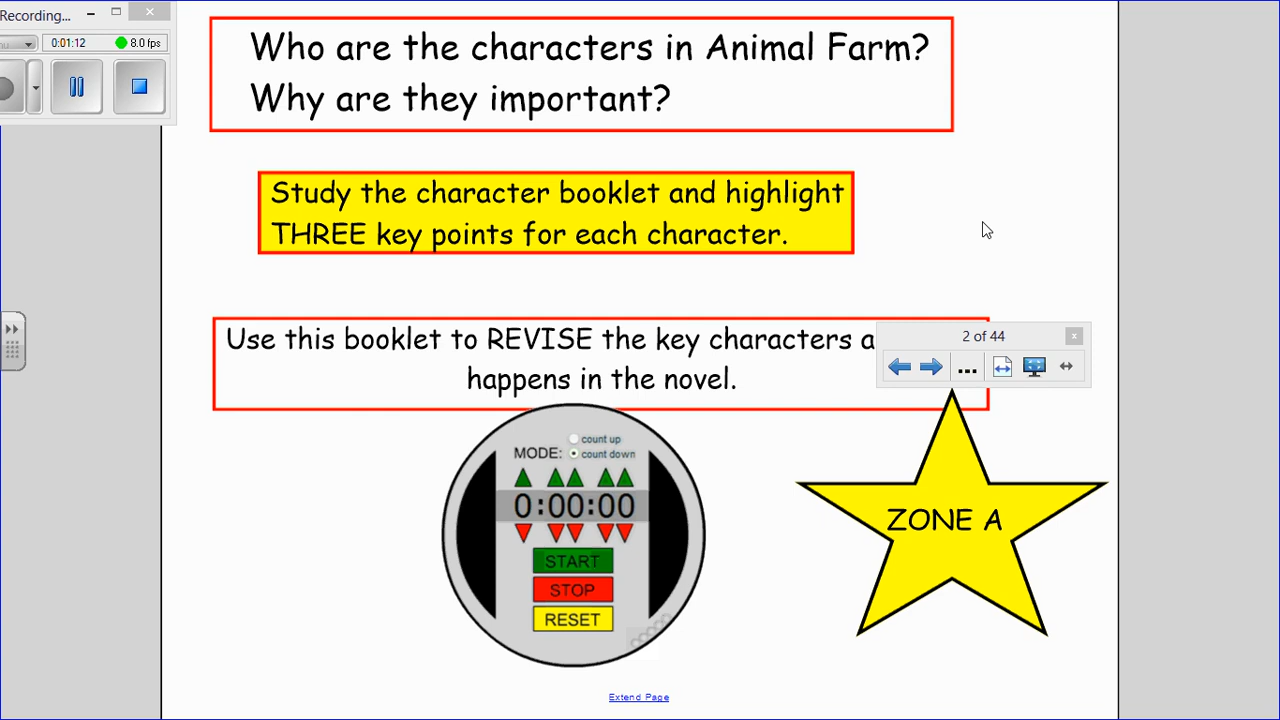 Recording...
0:01:12
8.0 fps
Who are the characters in Animal Farm?
Why are they important?
Study the character booklet and highlight
THREE key points for each character.
Use this booklet to REVISE the key characters a
happens in the novel.
2 of 44
MODE:
count up
count down
0:00:00
START
STOP
RESET
ZONE A
Extend Page